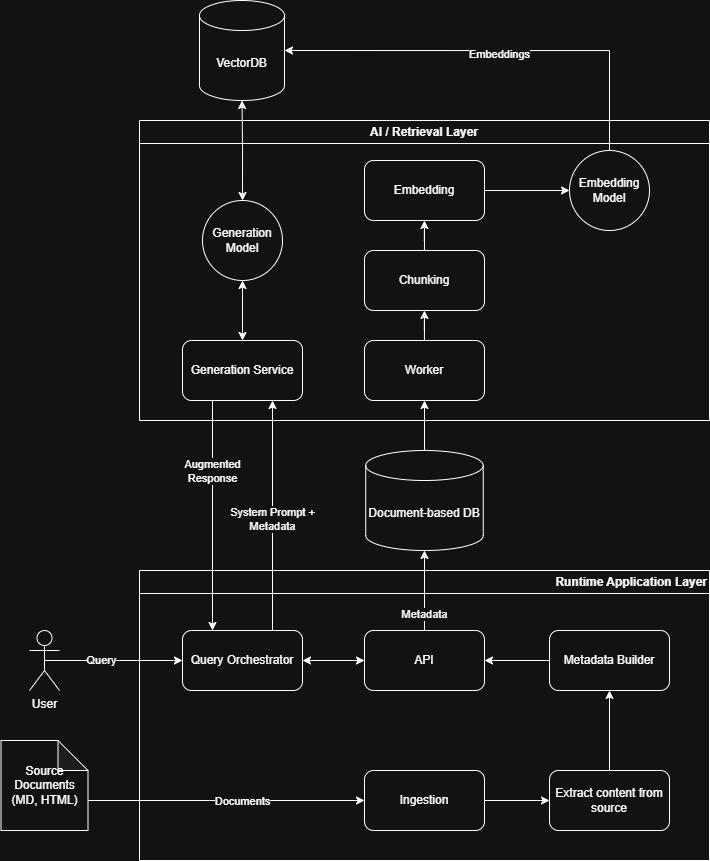 VectorDB
Embeddings
AI / Retrieval Layer
Embedding
Embedding
Model
Generation
Model
Chunking
Generation Service
Worker
Augmented
Response
System Prompt +
Metadata
Document-based DB
Runtime Application Layer
Metadata
Query
Query Orchestrator
API
Metadata Builder
User
Source
Documents
(MD, HTML)
Documents
Ingestion
Extract content from
source